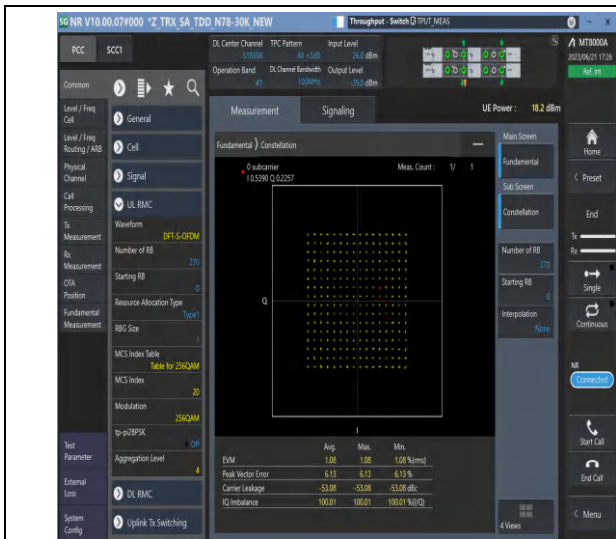 5G NR V10.00.07#000 *Z_TRX_SA_TDD_N78-30K_NEW
Throughput - Switch TPUT_MEAS
PCC
SCC1
DL Center Channel TPC Pattern Input Level
518598 All +3dB 26.0 dBm
Operation Band DL Channel Bandwidth Output Level
41 100MHz -39.0 dBm
MT8000A
2023/06/21 17:26
Ref. Int
Common
Level / Freq
Cell
Level / Freq
Routing / ARB
Physical
Channel
Call
Processing
Tx
Measurement
Rx
Measurement
OTA
Position
Fundamental
Measurement
Test
Parameter
External
Loss
System
Config
General
Cell
Signal
UL RMC
Waveform
DFT-S-OFDM
Number of RB
270
Starting RB
0
Resource Allocation Type
Type1
RBG Size
1
MCS Index Table
Table for 256QAM
MCS Index
20
Modulation
256QAM
tp-pi2BPSK
Off
Aggregation Level
4
DL RMC
Uplink Tx Switching
Measurement
Signaling
UE Power : 18.2 dBm
Fundamental Constellation
0 subcarrier Meas. Count : 1/ 1
I 0.5390 Q 0.2257
Q
I
Avg. Max. Min.
EVM 1.08 1.08 1.08 %(rms)
Peak Vector Error 6.13 6.13 6.13 %
Carrier Leakage -53.08 -53.08 -53.08 dBc
IQ Imbalance 100.01 100.01 100.01 %(I/Q)
Main Screen
Fundamental
Sub Screen
Constellation
Number of RB
270
Starting RB
0
Interpolation
None
4 Views
Home
Preset
End
Tx
Rx
Single
Continuous
NR
Connected
Start Call
End Call
Menu